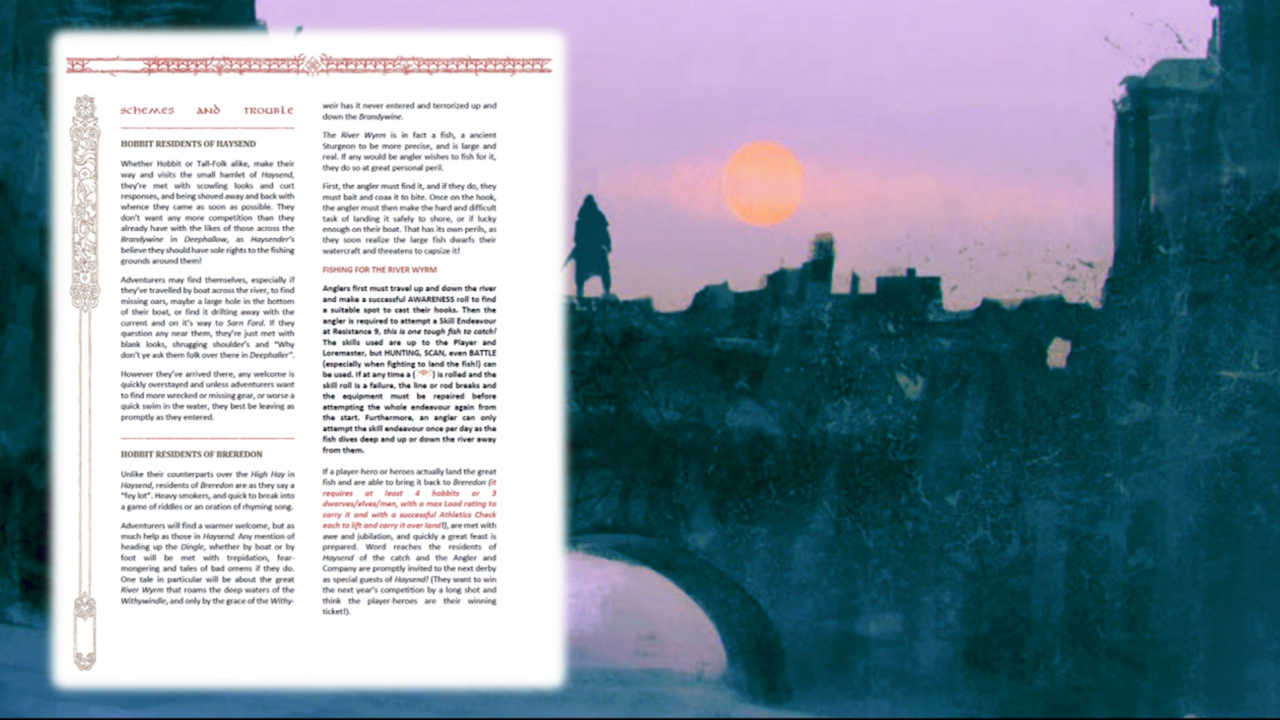 SCHEMES AND TROUBLE
HOBBIT RESIDENTS OF HAYSEND
Whether Hobbit or Tall-Folk alike, make their
way and visits the small hamlet of Haysend,
they're met with scowling looks and curt
responses, and being shoved away and back with
whence they came as soon as possible. They
don't want any more competition than they
already have with the likes of those across the
Brandywine in Deephallow, as Haysender's
believe they should have sole rights to the fishing
grounds around them!
Adventurers may find themselves, especially if
they've travelled by boat across the river, to find
missing oars, maybe a large hole in the bottom
of their boat, or find it drifting away with the
current and on it's way to Sarn Ford. If they
question any near them, they're just met with
blank looks, shrugging shoulder's and "Why
don't ye ask them folk over there in Deephaller".
However they've arrived there, any welcome is
quickly overstayed and unless adventurers want
to find more wrecked or missing gear, or worse a
quick swim in the water, they best be leaving as
promptly as they entered.
HOBBIT RESIDENTS OF BREREDON
Unlike their counterparts over the High Hay in
Haysend, residents of Breredon are as they say a
"fey lot". Heavy smokers, and quick to break into
a game of riddles or an oration of rhyming song.
Adventurers will find a warmer welcome, but as
much help as those in Haysend. Any mention of
heading up the Dingle, whether by boat or by
foot will be met with trepidation, fear-
mongering and tales of bad omens if they do.
One tale in particular will be about the great
River Wyrm that roams the deep waters of the
Withywindle, and only by the grace of the Withy-
weir has it never entered and terrorized up and
down the Brandywine.
The River Wyrm is in fact a fish, a ancient
Sturgeon to be more precise, and is large and
real. If any would be angler wishes to fish for it,
they do so at great personal peril.
First, the angler must find it, and if they do, they
must bait and coax it to bite. Once on the hook,
the angler must then make the hard and difficult
task of landing it safely to shore, or if lucky
enough on their boat. That has its own perils, as
they soon realize the large fish dwarfs their
watercraft and threatens to capsize it!
FISHING FOR THE RIVER WYRM
Anglers first must travel up and down the river
and make a successful AWARENESS roll to find
a suitable spot to cast their hooks. Then the
angler is required to attempt a Skill Endeavour
at Resistance 9, this is one tough fish to catch!
The skills used are up to the Player and
Loremaster, but HUNTING, SCAN, even BATTLE
(especially when fighting to land the fish!) can
be used. If at any time a ( ) is rolled and the
skill roll is a failure, the line or rod breaks and
the equipment must be repaired before
attempting the whole endeavour again from
the start. Furthermore, an angler can only
attempt the skill endeavour once per day as the
fish dives deep and up or down the river away
from them.
If a player-hero or heroes actually land the great
fish and are able to bring it back to Breredon (it
requires at least 4 hobbits or 3
dwarves/elves/men, with a max Load rating to
carry it and with a successful Athletics Check
each to lift and carry it over land!), are met with
awe and jubilation, and quickly a great feast is
prepared. Word reaches the residents of
Haysend of the catch and the Angler and
Company are promptly invited to the next derby
as special guests of Haysend! (They want to win
the next year's competition by a long shot and
think the player-heroes are their winning
ticket!).